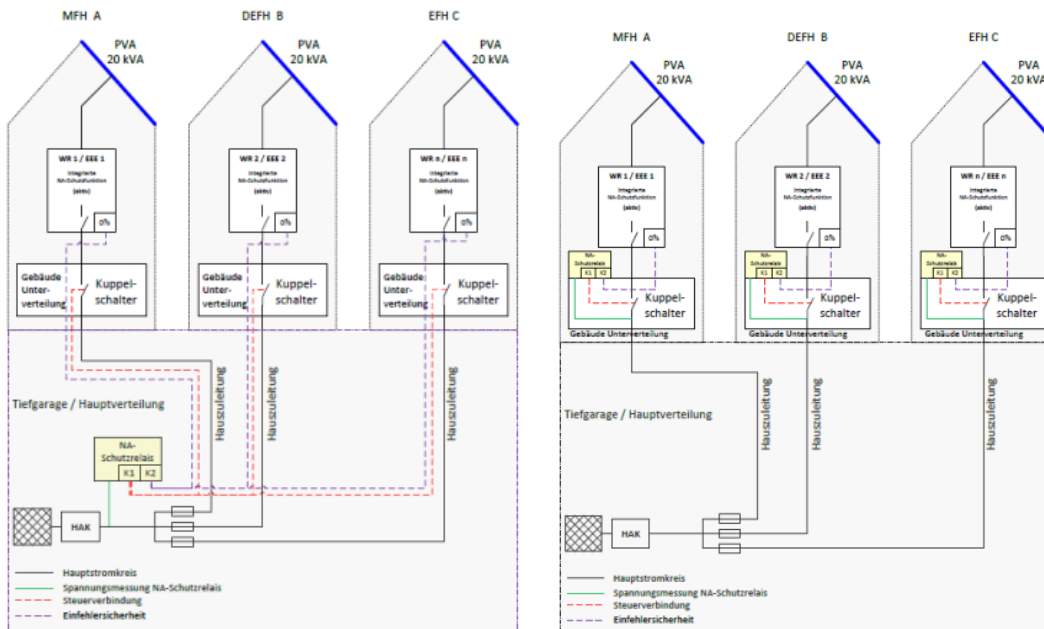 MFH A
DEFH B
EFH C
PVA
20 kVA
PVA
20 kVA
PVA
20 kVA
WR 1 / EEE 1
Integrierte
NA-Schutzfunktion
(aktiv)
0%
WR 2 / EEE 2
Integrierte
NA-Schutzfunktion
(aktiv)
0%
WR n / EEE n
Integrierte
NA-Schutzfunktion
(aktiv)
0%
Gebäude
Unter-
verteilung
Kuppel-
schalter
Gebäude
Unter-
verteilung
Kuppel-
schalter
Gebäude
Unter-
verteilung
Kuppel-
schalter
Hauszuleitung
Hauszuleitung
Hauszuleitung
Tiefgarage / Hauptverteilung
NA-
Schutzrelais
K1 K2
HAK
Hauptstromkreis
Spannungsmessung NA-Schutzrelais
Steuerverbindung
Einfehlersicherheit
MFH A
DEFH B
EFH C
PVA
20 kVA
PVA
20 kVA
PVA
20 kVA
WR 1 / EEE 1
Integrierte
NA-Schutzfunktion
(aktiv)
0%
WR 2 / EEE 2
Integrierte
NA-Schutzfunktion
(aktiv)
0%
WR n / EEE n
Integrierte
NA-Schutzfunktion
(aktiv)
0%
NA-
Schutzrelais
K1 K2
Kuppel-
schalter
Gebäude Unterverteilung
NA-
Schutzrelais
K1 K2
Kuppel-
schalter
Gebäude Unterverteilung
NA-
Schutzrelais
K1 K2
Kuppel-
schalter
Gebäude Unterverteilung
Hauszuleitung
Hauszuleitung
Hauszuleitung
Tiefgarage / Hauptverteilung
HAK
Hauptstromkreis
Spannungsmessung NA-Schutzrelais
Steuerverbindung
Einfehlersicherheit